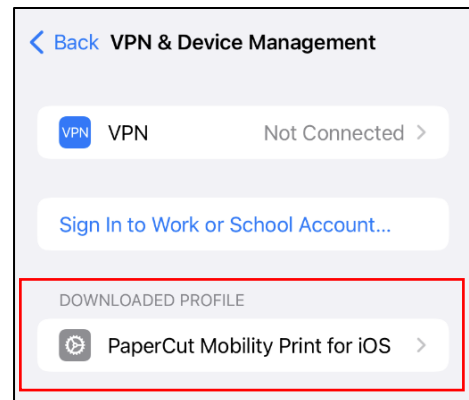 Back VPN & Device Management
VPN VPN Not Connected
Sign In to Work or School Account...
DOWNLOADED PROFILE
PaperCut Mobility Print for iOS